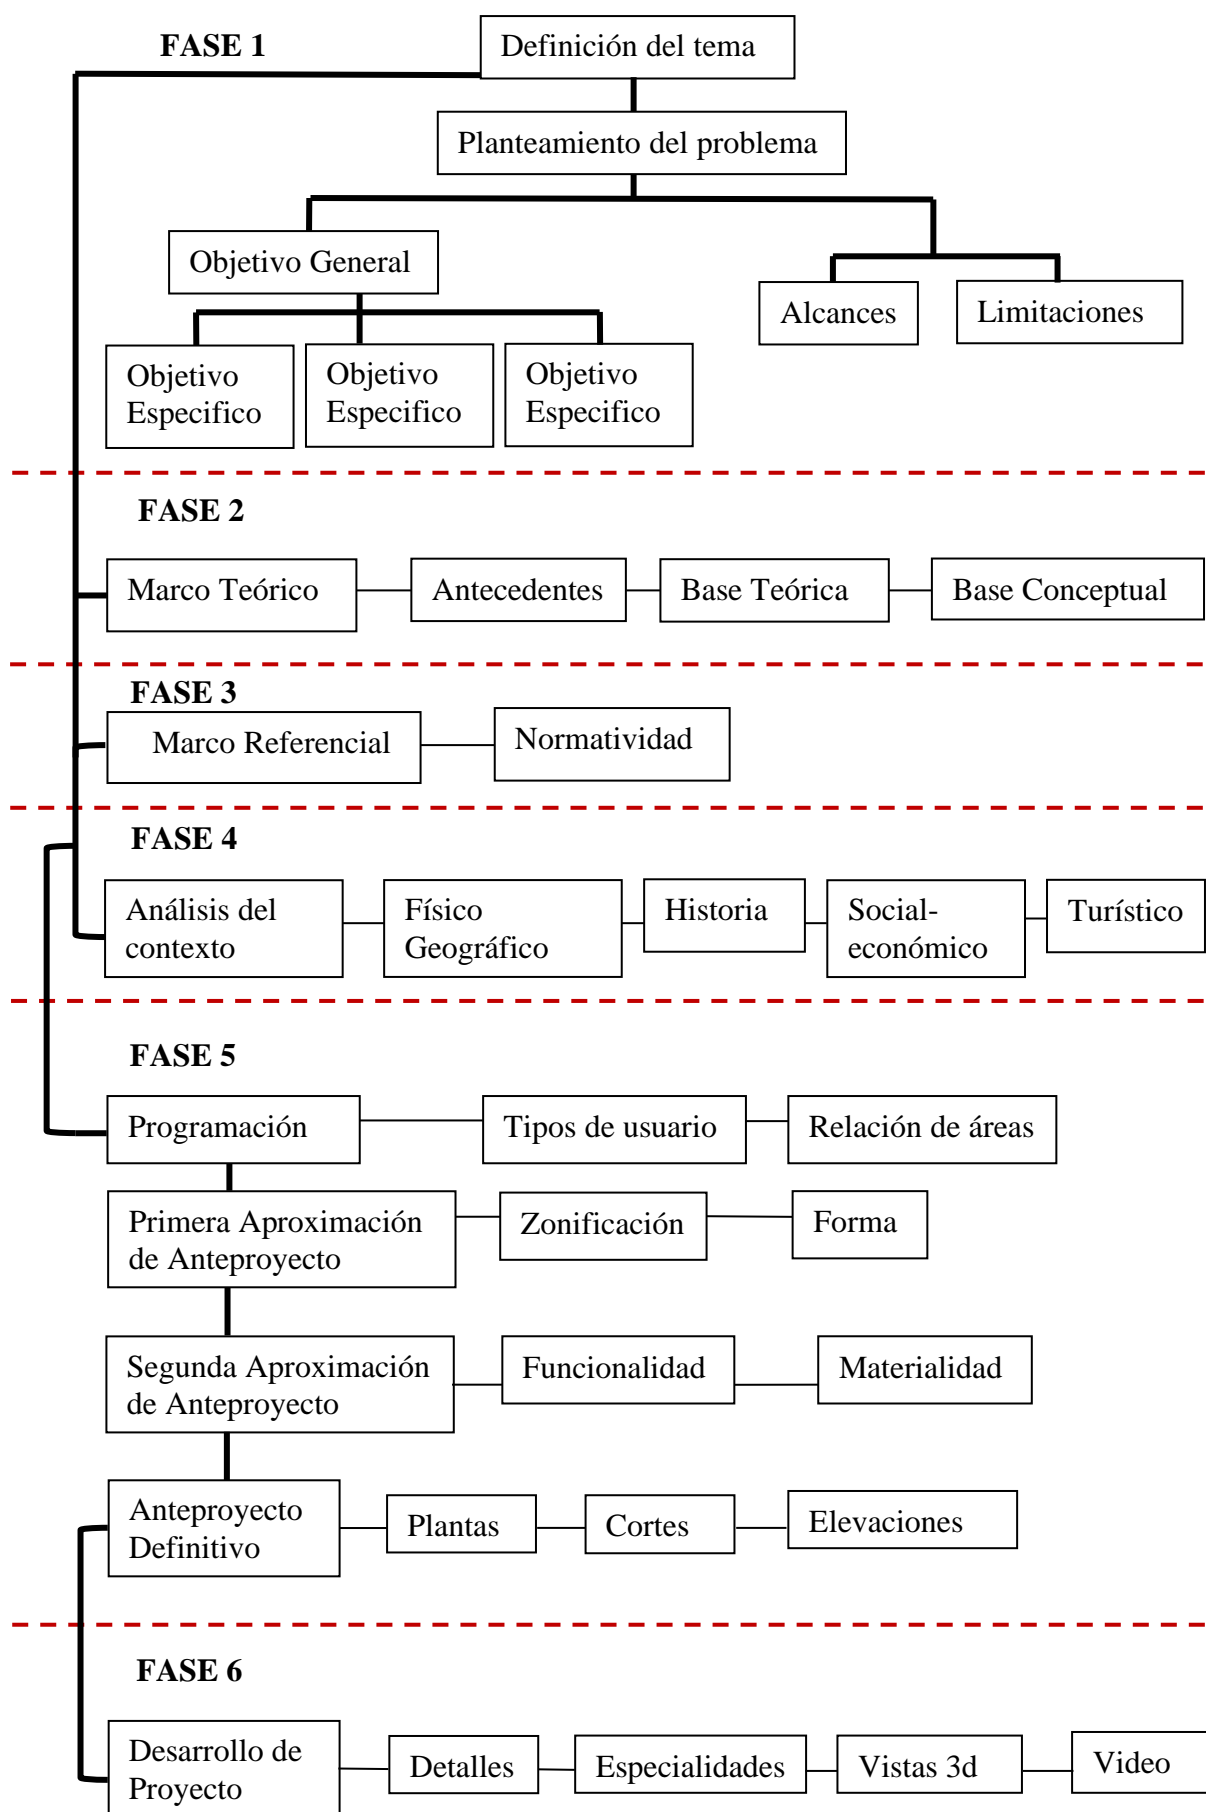 FASE 1
Definición del tema
Planteamiento del problema
Objetivo General
Alcances
Limitaciones
Objetivo
Especifico
Objetivo
Especifico
Objetivo
Especifico
FASE 2
Marco Teórico
Antecedentes
Base Teórica
Base Conceptual
FASE 3
Marco Referencial
Normatividad
FASE 4
Análisis del
contexto
Físico
Geográfico
Historia
Social-
económico
Turístico
FASE 5
Programación
Tipos de usuario
Relación de áreas
Primera Aproximación
de Anteproyecto
Zonificación
Forma
Segunda Aproximación
de Anteproyecto
Funcionalidad
Materialidad
Anteproyecto
Definitivo
Plantas
Cortes
Elevaciones
FASE 6
Desarrollo de
Proyecto
Detalles
Especialidades
Vistas 3d
Video